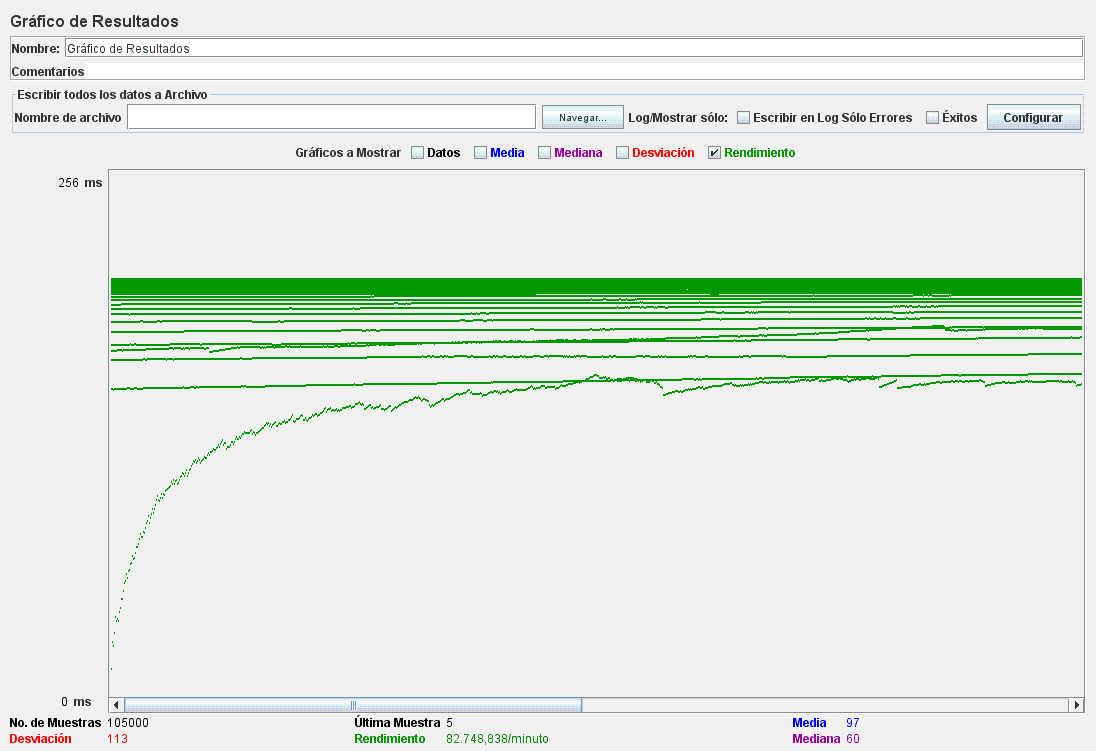 Gráfico de Resultados
Nombre: Gráfico de Resultados
Comentarios
Escribir todos los datos a Archivo
Nombre de archivo Navegar... Log/Mostrar sólo: Escribir en Log Sólo Errores Éxitos Configurar
Gráficos a Mostrar Datos Media Mediana Desviación Rendimiento
256 ms
0 ms
No. de Muestras 105000 Última Muestra 5 Media 97
Desviación 113 Rendimiento 82.748,838/minuto Mediana 60